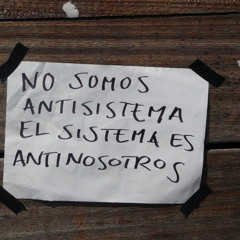 NO SOMOS
ANTISISTEMA
EL SISTEMA ES
ANTINOSOTROS